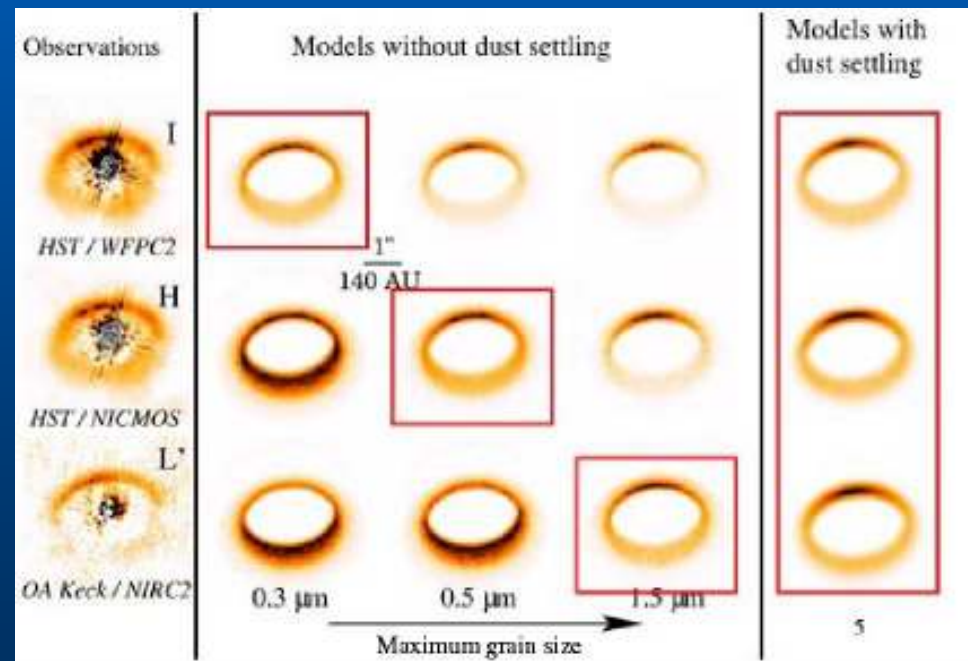 Observations
Models without dust settling
Models with
dust settling
I
HST / WFPC2
1"
140 AU
H
HST / NICMOS
L'
OA Keck / NIRC2
0.3 µm
0.5 µm
1.5 µm
Maximum grain size
5